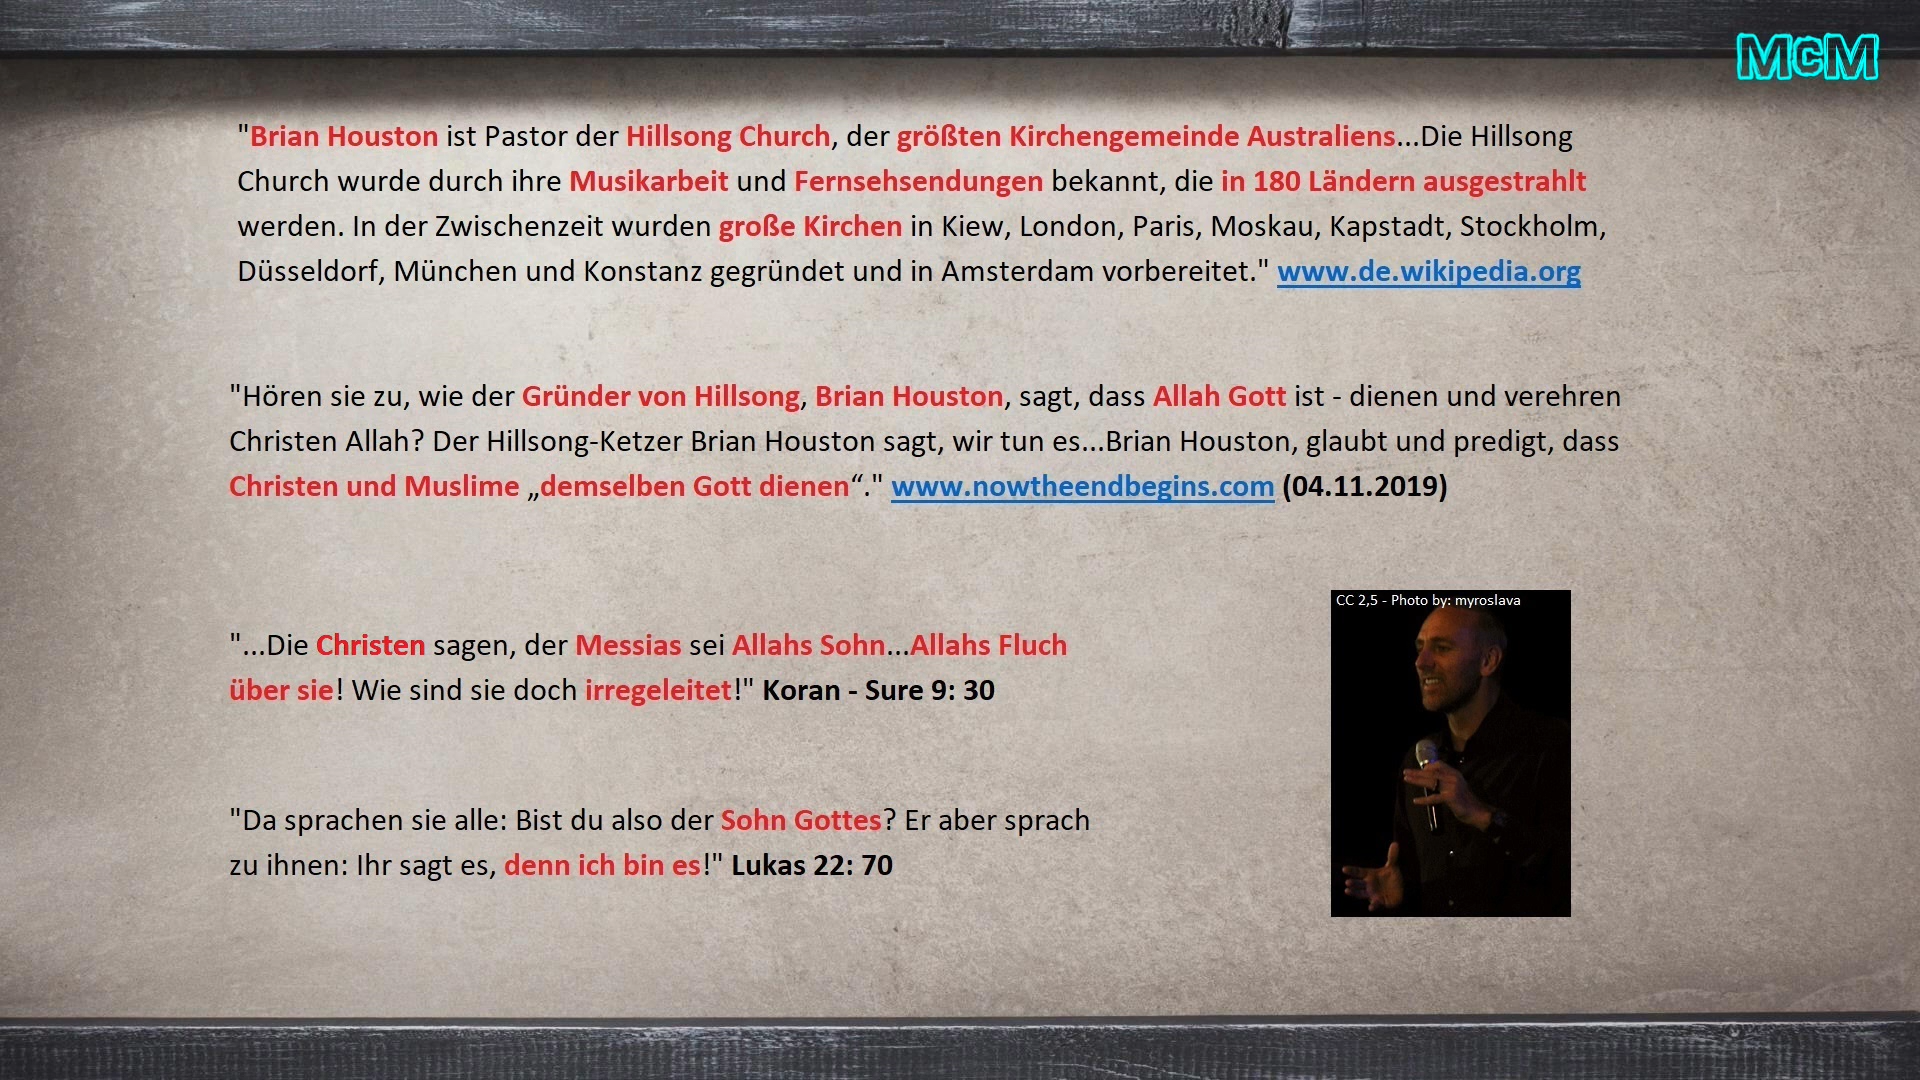 McM
"Brian Houston ist Pastor der Hillsong Church, der größten Kirchengemeinde Australiens...Die Hillsong
Church wurde durch ihre Musikarbeit und Fernsehsendungen bekannt, die in 180 Ländern ausgestrahlt
werden. In der Zwischenzeit wurden große Kirchen in Kiew, London, Paris, Moskau, Kapstadt, Stockholm,
Düsseldorf, München und Konstanz gegründet und in Amsterdam vorbereitet." www.de.wikipedia.org
"Hören sie zu, wie der Gründer von Hillsong, Brian Houston, sagt, dass Allah Gott ist - dienen und verehren
Christen Allah? Der Hillsong-Ketzer Brian Houston sagt, wir tun es...Brian Houston, glaubt und predigt, dass
Christen und Muslime „demselben Gott dienen“." www.nowtheendbegins.com (04.11.2019)
"...Die Christen sagen, der Messias sei Allahs Sohn...Allahs Fluch
über sie! Wie sind sie doch irregeleitet!" Koran - Sure 9: 30
"Da sprachen sie alle: Bist du also der Sohn Gottes? Er aber sprach
zu ihnen: Ihr sagt es, denn ich bin es!" Lukas 22: 70
CC 2,5 - Photo by: myroslava